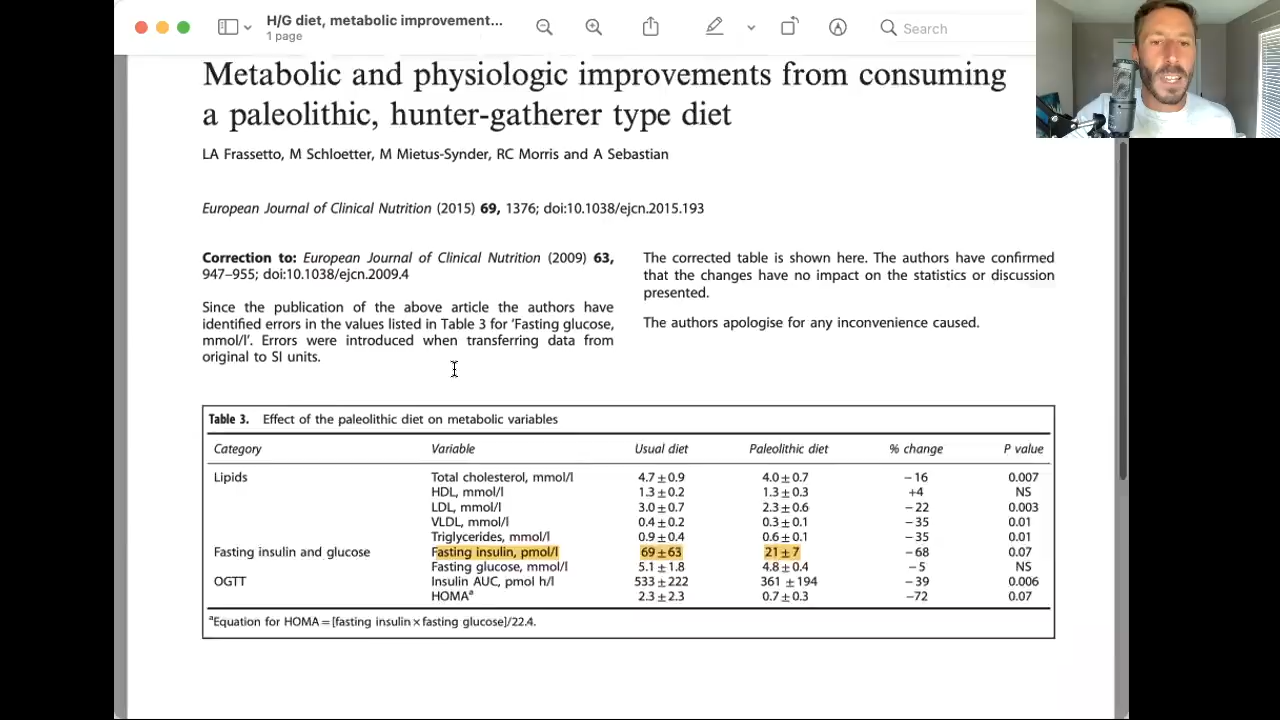 H/G diet, metabolic improvement...
1 page
Search
Metabolic and physiologic improvements from consuming
a paleolithic, hunter-gatherer type diet
LA Frassetto, M Schloetter, M Mietus-Synder, RC Morris and A Sebastian
European Journal of Clinical Nutrition (2015) 69, 1376; doi:10.1038/ejcn.2015.193
Correction to: European Journal of Clinical Nutrition (2009) 63,
947–955; doi:10.1038/ejcn.2009.4
Since the publication of the above article the authors have
identified errors in the values listed in Table 3 for 'Fasting glucose,
mmol/l'. Errors were introduced when transferring data from
original to SI units.
The corrected table is shown here. The authors have confirmed
that the changes have no impact on the statistics or discussion
presented.
The authors apologise for any inconvenience caused.
Table 3. Effect of the paleolithic diet on metabolic variables
Category Variable Usual diet Paleolithic diet % change P value
Lipids Total cholesterol, mmol/l 4.7±0.9 4.0±0.7 −16 0.007
HDL, mmol/l 1.3±0.2 1.3±0.3 +4 NS
LDL, mmol/l 3.0±0.7 2.3±0.6 −22 0.003
VLDL, mmol/l 0.4±0.2 0.3±0.1 −35 0.01
Triglycerides, mmol/l 0.9±0.4 0.6±0.1 −35 0.01
Fasting insulin and glucose Fasting insulin, pmol/l 69±63 21±7 −68 0.07
Fasting glucose, mmol/l 5.1±1.8 4.8±0.4 −5 NS
OGTT Insulin AUC, pmol h/l 533±222 361±194 −39 0.006
HOMAa 2.3±2.3 0.7±0.3 −72 0.07
aEquation for HOMA=[fasting insulin×fasting glucose]/22.4.